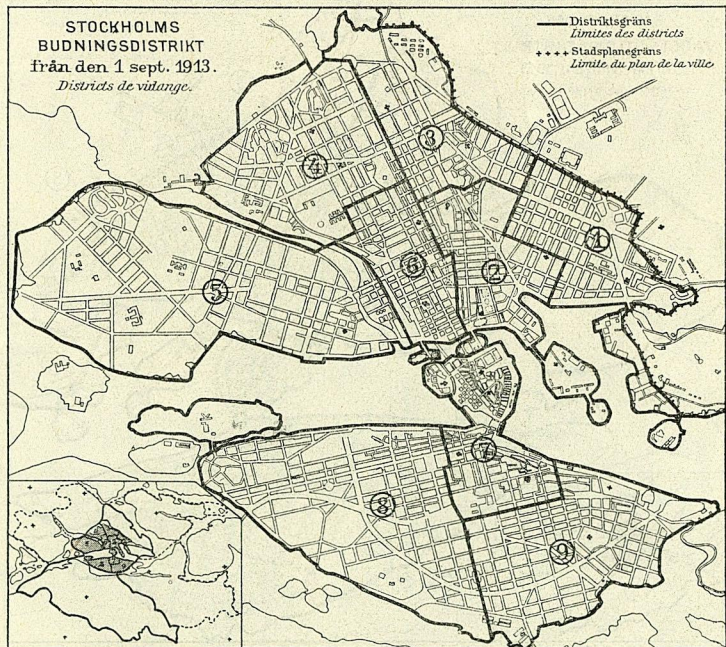 STOCKHOLMS
BUDNINGSDISTRIKT
från den 1 sept. 1913.
Districts de vidange.
Distriktsgräns
Limites des districts
Stadsplanegräns
Limite du plan de la ville
3
4
1
6
2
5
7
8
9